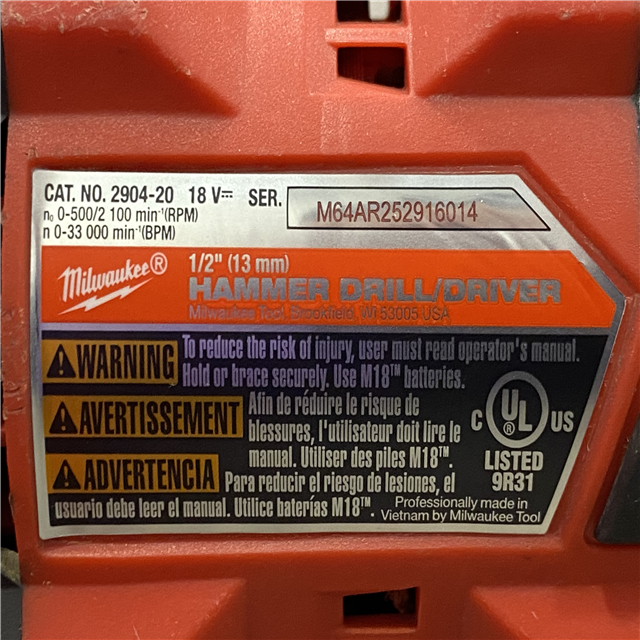 CAT. NO. 2904-20 18 V⎓ SER. M64AR252916014
n₀ 0-500/2 100 min⁻¹(RPM)
n 0-33 000 min⁻¹(BPM)
Milwaukee®
1/2" (13 mm)
HAMMER DRILL/DRIVER
Milwaukee Tool, Brookfield, WI 53005 USA
WARNING To reduce the risk of injury, user must read operator's manual.
Hold or brace securely. Use M18™ batteries.
AVERTISSEMENT Afin de réduire le risque de
blessures, l'utilisateur doit lire le
manual. Utiliser des piles M18™.
ADVERTENCIA Para reducir el riesgo de lesiones, el
usuario debe leer el manual. Utilice baterías M18™.
C UL® US
LISTED
9R31
Professionally made in
Vietnam by Milwaukee Tool